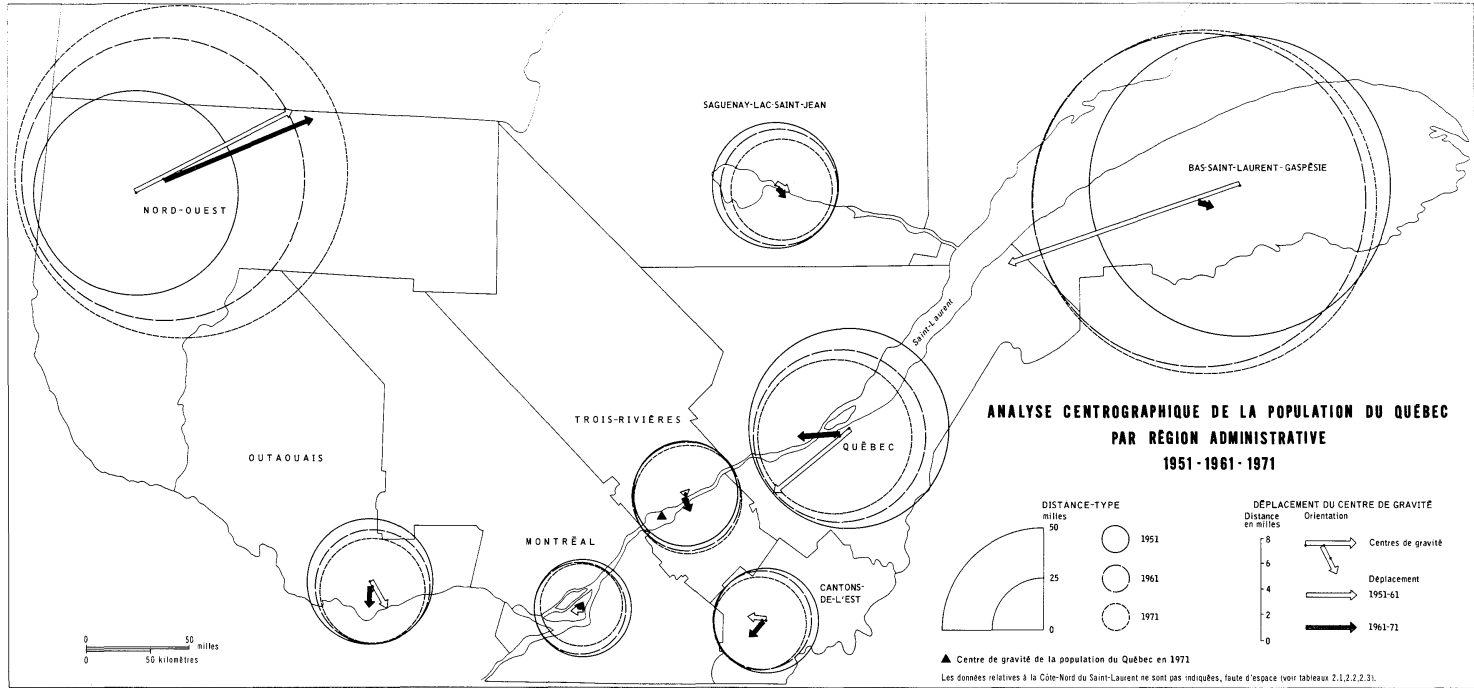 SAGUENAY-LAC-SAINT-JEAN
BAS-SAINT-LAURENT-GASPÉSIE
NORD-OUEST
Saint-Laurent
TROIS-RIVIÈRES
QUÉBEC
OUTAOUAIS
MONTRÉAL
CANTONS-
DE-L'EST
ANALYSE CENTROGRAPHIQUE DE LA POPULATION DU QUÉBEC
PAR RÉGION ADMINISTRATIVE
1951-1961-1971
DISTANCE-TYPE
milles
50
25
0
1951
1961
1971
DÉPLACEMENT DU CENTRE DE GRAVITÉ
Distance
en milles
Orientation
8
6
4
2
0
Centres de gravité
Déplacement
1951-61
1961-71
0 50
milles
0 50 kilomètres
▲ Centre de gravité de la population du Québec en 1971
Les données relatives à la Côte-Nord du Saint-Laurent ne sont pas indiquées, faute d'espace (voir tableaux 2.1,2.2,2.3).